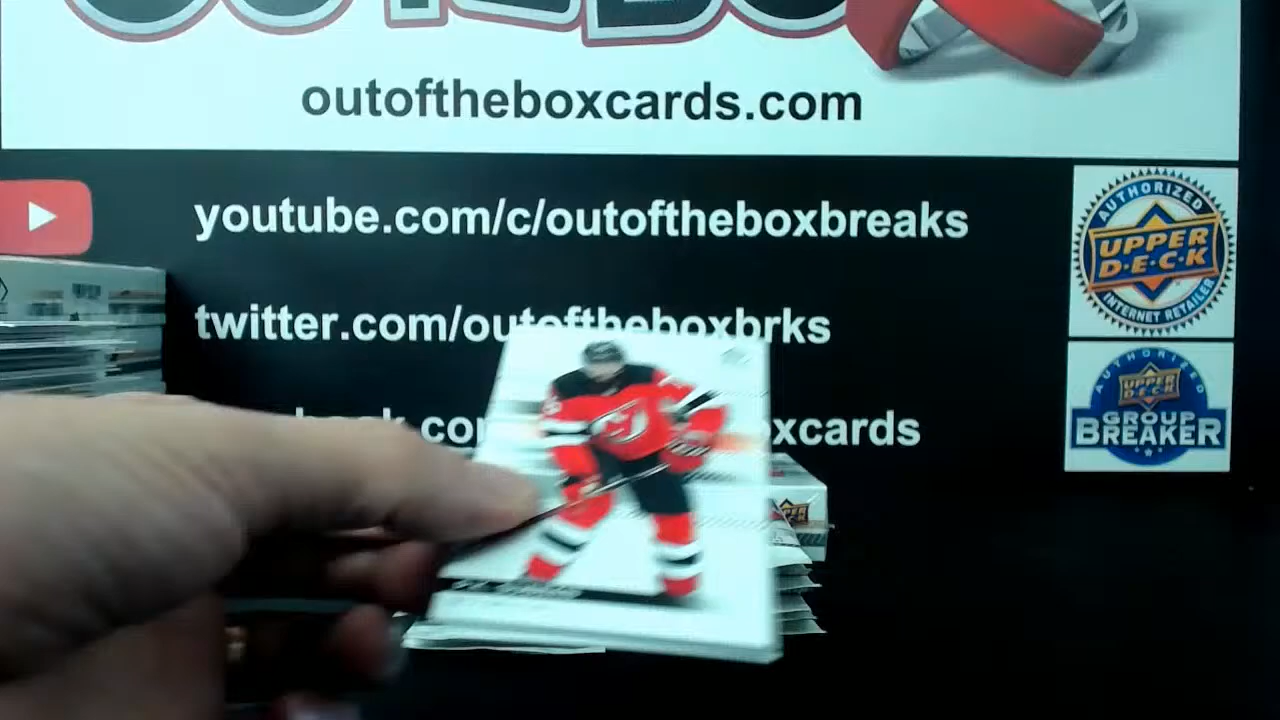 outoftheboxcards.com
youtube.com/c/outoftheboxbreaks
twitter.com/outoftheboxbrks
xcards
AUTHORIZED
UPPER
D·E·C·K
INTERNET RETAILER
AUTHORIZED
UPPER
DECK
GROUP
BREAKER